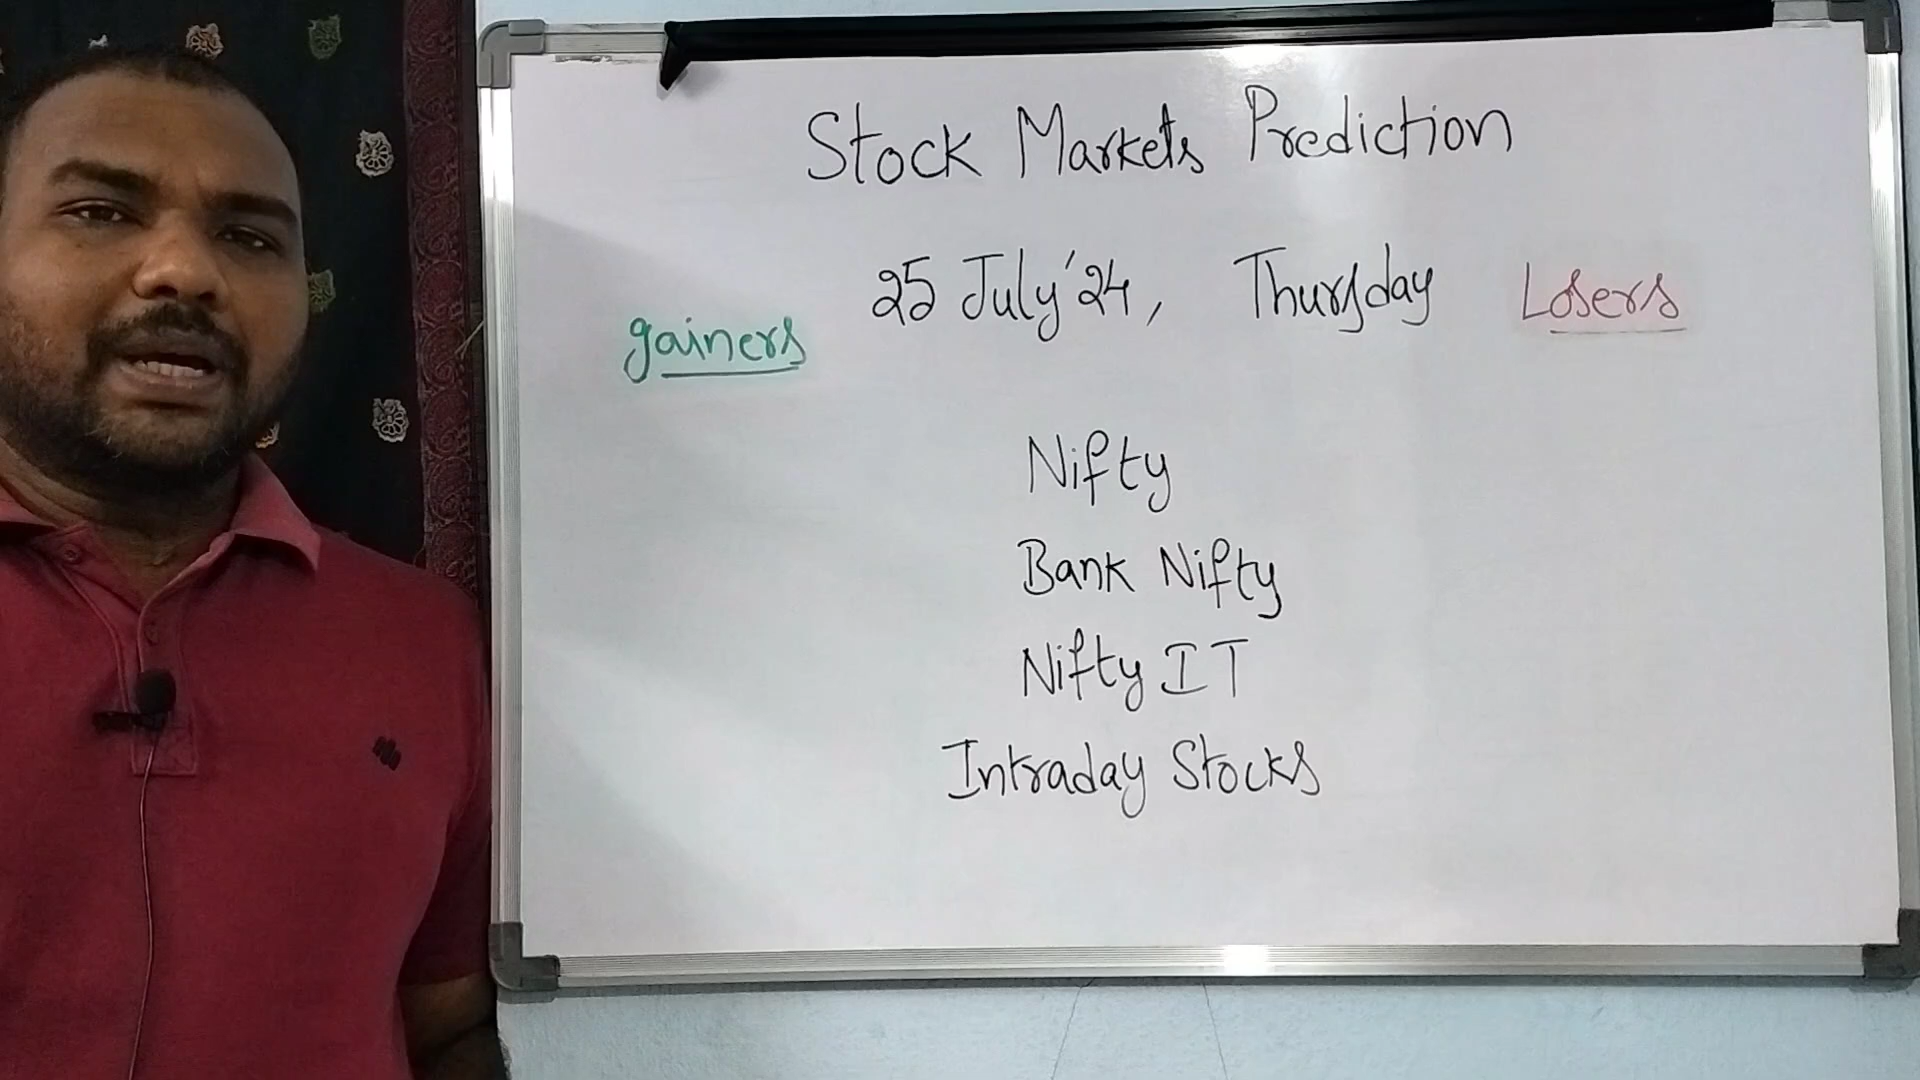 Stock Markets Prediction
25 July'24, Thursday
gainers
Losers
Nifty
Bank Nifty
Nifty IT
Intraday Stocks